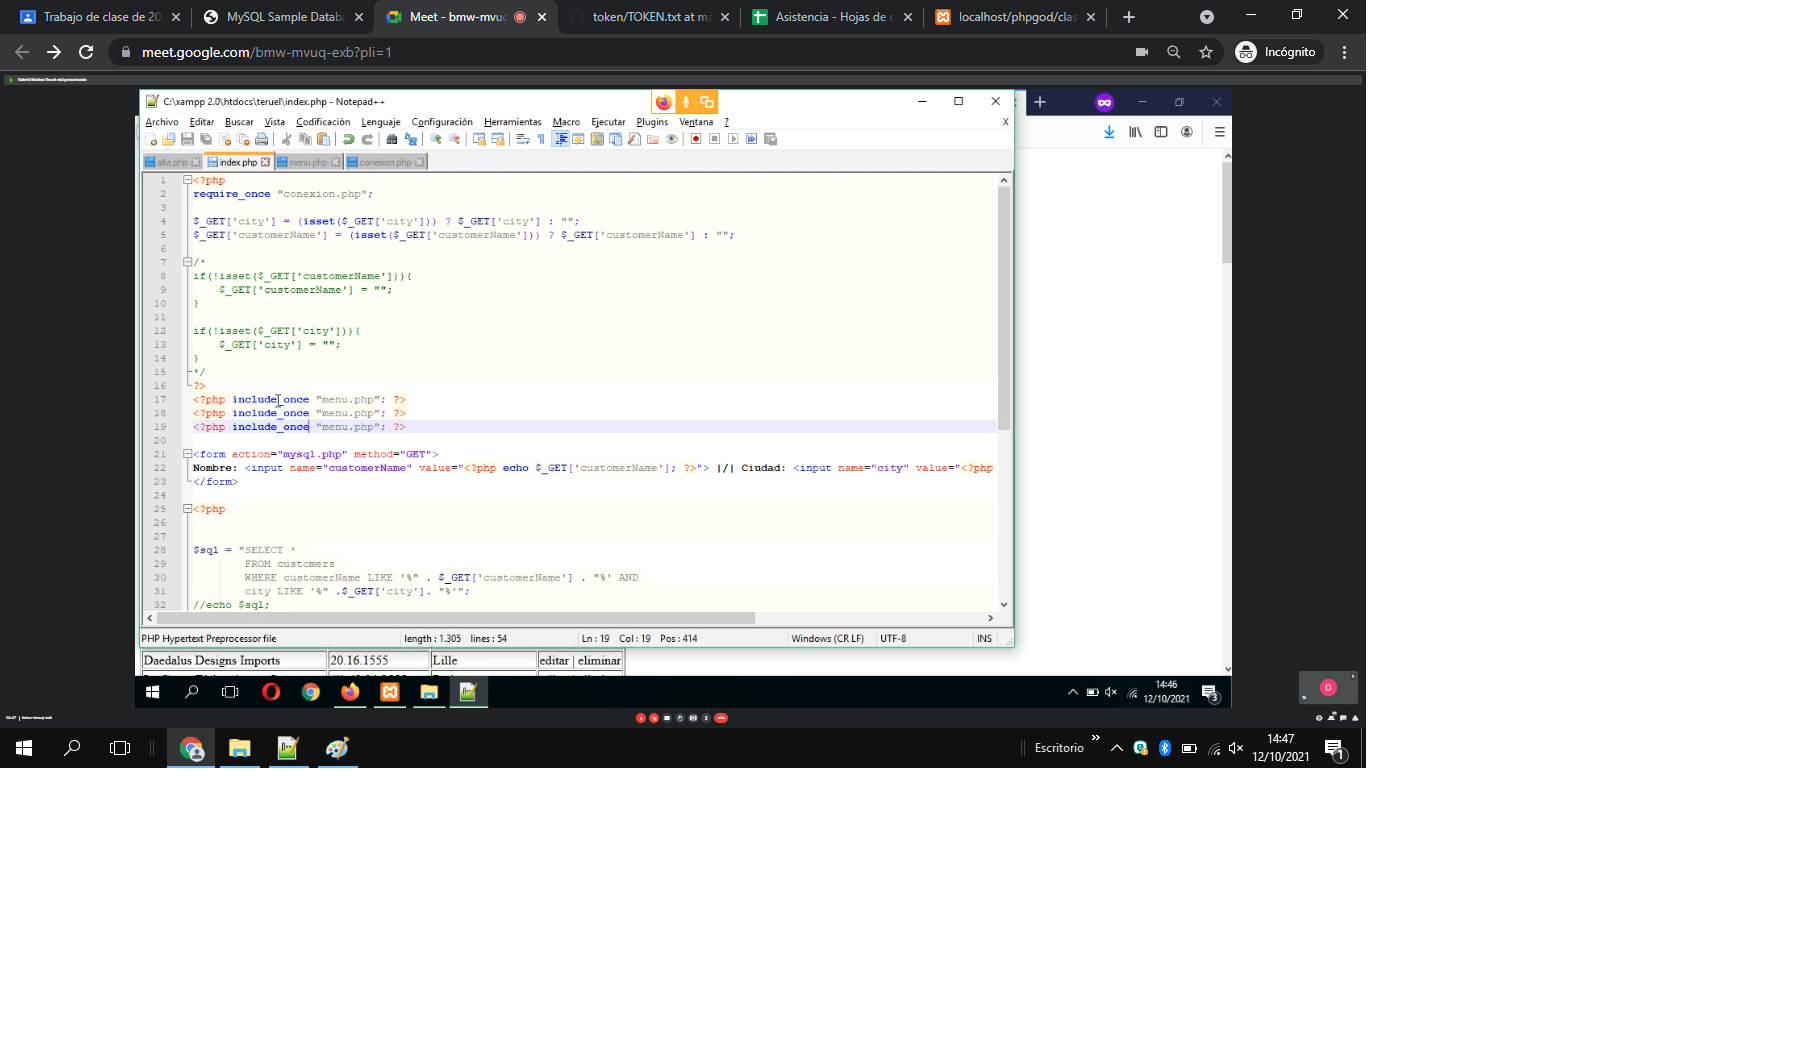 Trabajo de clase de 20
MySQL Sample Databa
Meet - bmw-mvuc
token/TOKEN.txt at ma
Asistencia - Hojas de c
localhost/phpgod/clas
meet.google.com/bmw-mvuq-exb?pli=1
Incógnito
C:\xampp 2.0\htdocs\teruel\index.php - Notepad++
Archivo Editar Buscar Vista Codificación Lenguaje Configuración Herramientas Macro Ejecutar Plugins Ventana ? X
alta.php index.php menu.php conexion.php
1 <?php
2 require_once "conexion.php";
3
4 $_GET['city'] = (isset($_GET['city'])) ? $_GET['city'] : "";
5 $_GET['customerName'] = (isset($_GET['customerName'])) ? $_GET['customerName'] : "";
6
7 /*
8 if(!isset($_GET['customerName'])){
9 $_GET['customerName'] = "";
10 }
11
12 if(!isset($_GET['city'])){
13 $_GET['city'] = "";
14 }
15 */
16 ?>
17 <?php include_once "menu.php"; ?>
18 <?php include_once "menu.php"; ?>
19 <?php include_once "menu.php"; ?>
20
21 <form action="mysql.php" method="GET">
22 Nombre: <input name="customerName" value="<?php echo $_GET['customerName']; ?>"> |/| Ciudad: <input name="city" value="<?php
23 </form>
24
25 <?php
26
27
28 $sql = "SELECT *
29 FROM customers
30 WHERE customerName LIKE '%" . $_GET['customerName'] . "%' AND
31 city LIKE '%" .$_GET['city']. "%'";
32 //echo $sql;
PHP Hypertext Preprocessor file length : 1.305 lines : 54 Ln : 19 Col : 19 Pos : 414 Windows (CR LF) UTF-8 INS
Daedalus Designs Imports 20.16.1555 Lille editar | eliminar
14:46
12/10/2021
3
D
Escritorio
14:47
12/10/2021
1